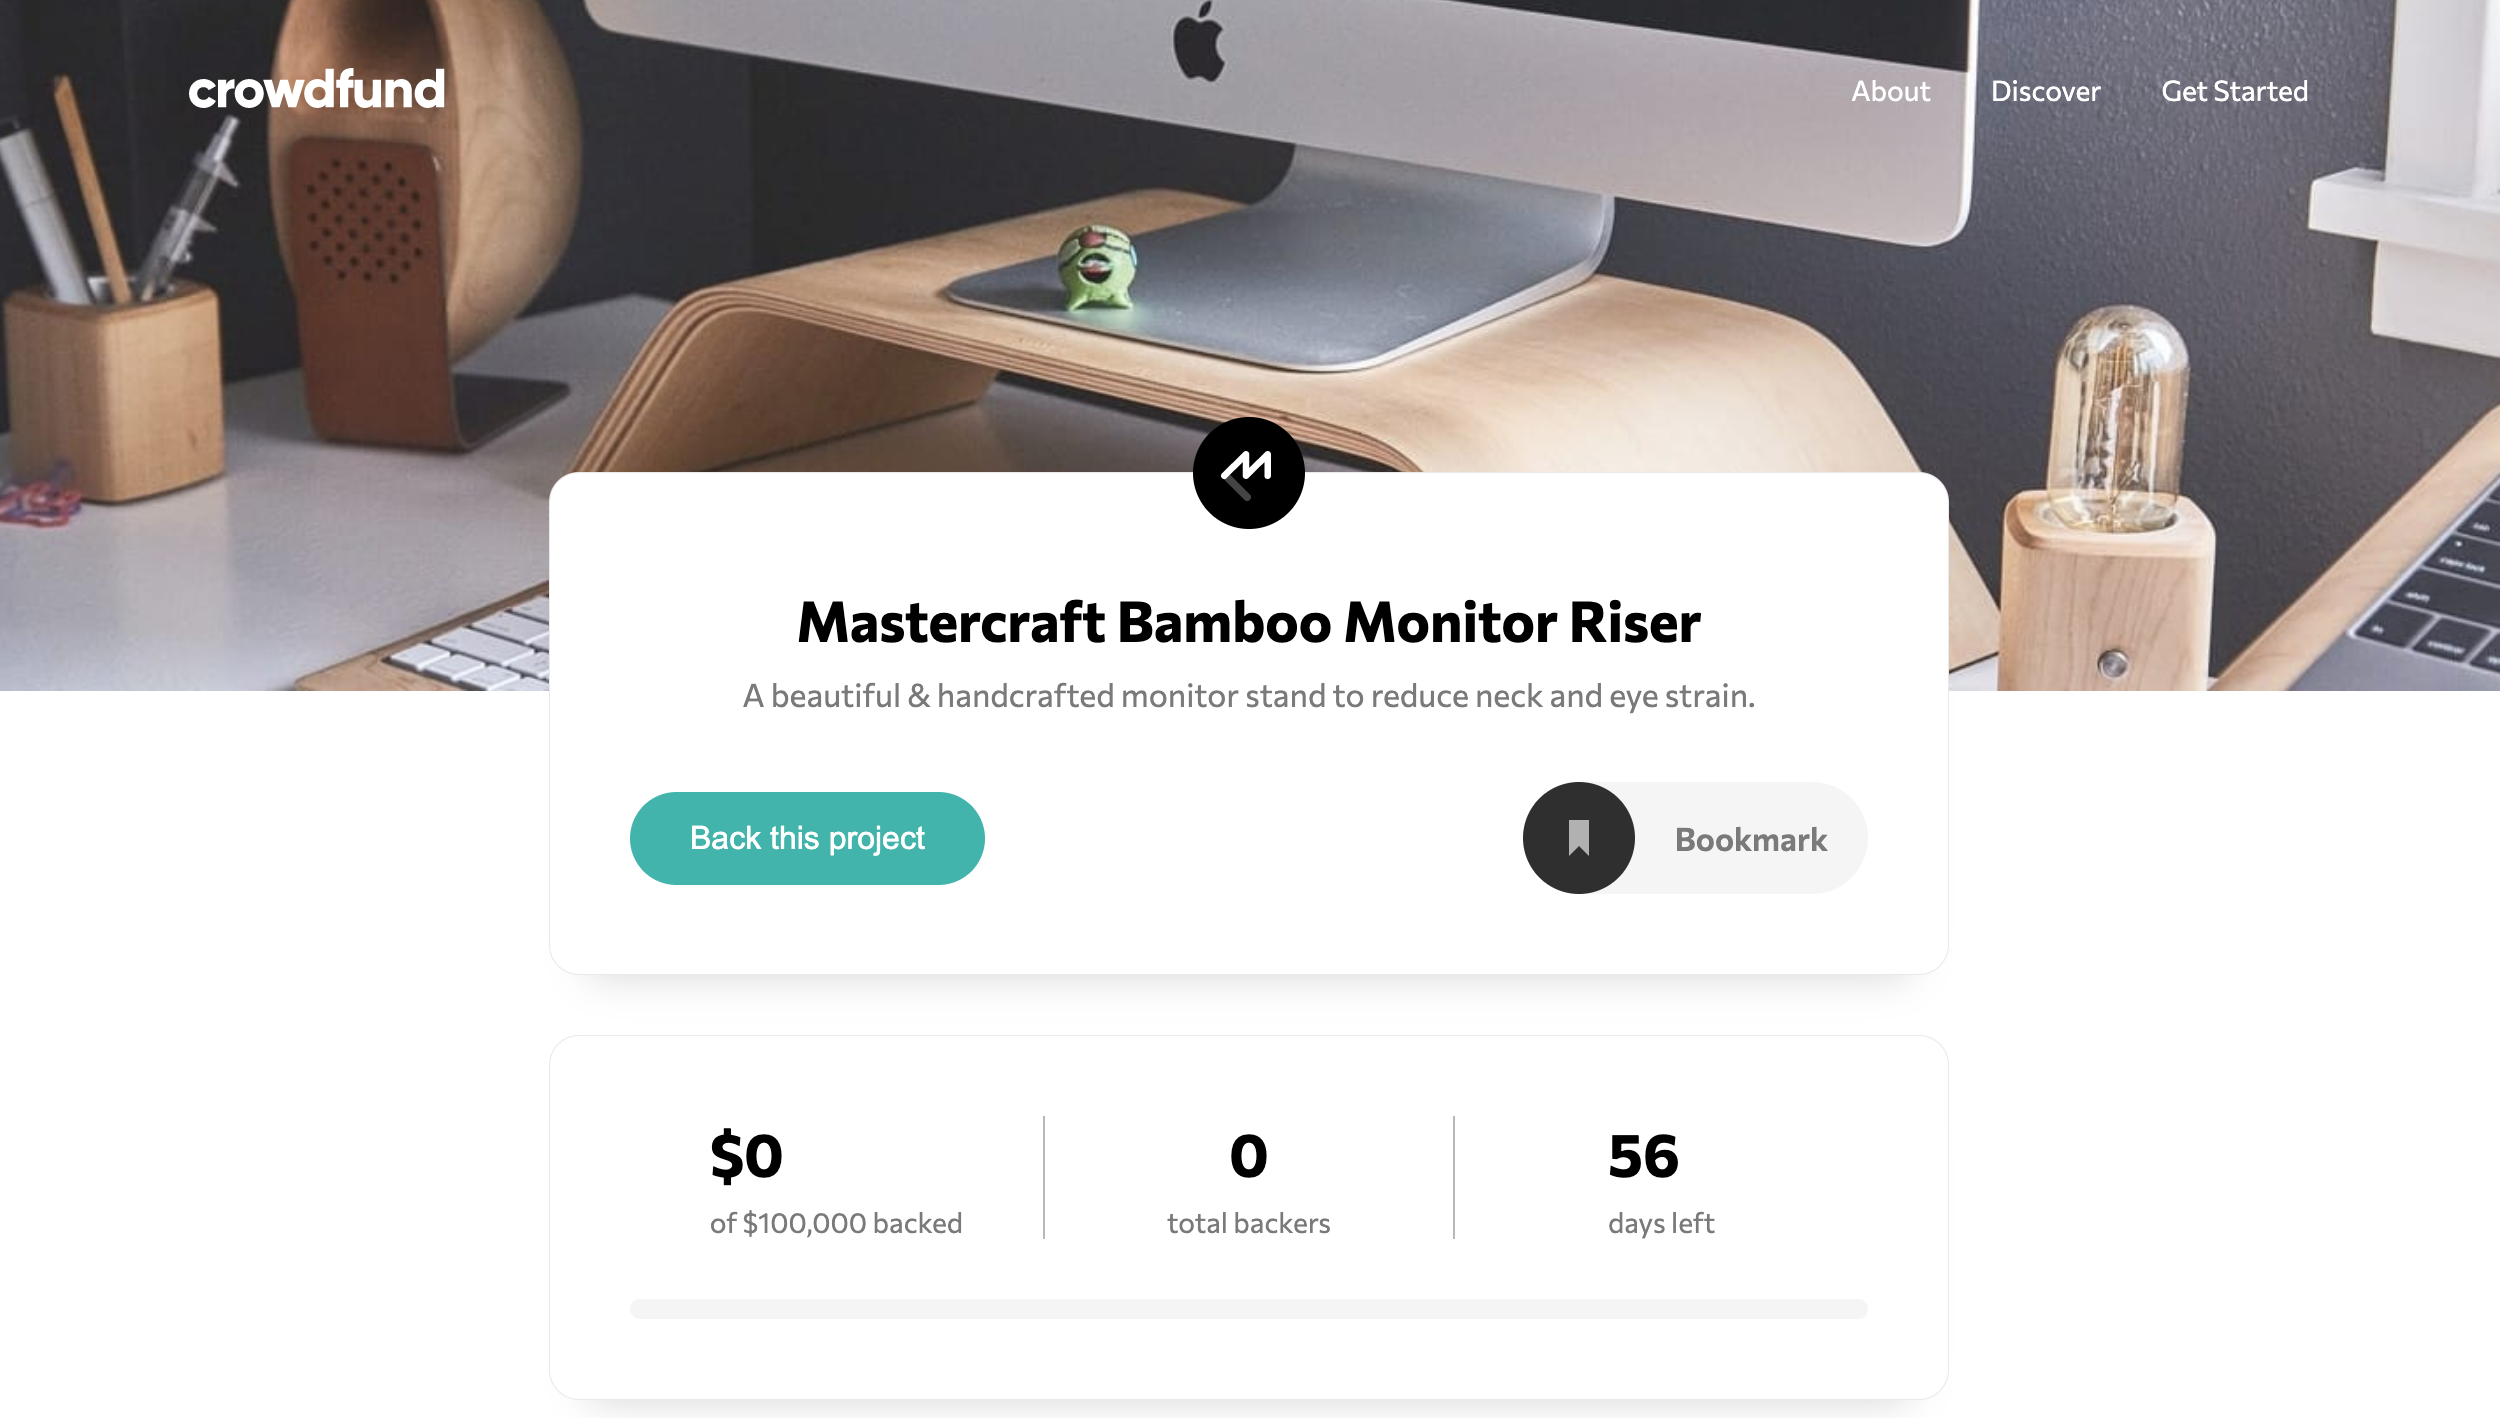 crowdfund
About Discover Get Started
Mastercraft Bamboo Monitor Riser
A beautiful & handcrafted monitor stand to reduce neck and eye strain.
Back this project
Bookmark
$0
of $100,000 backed
0
total backers
56
days left